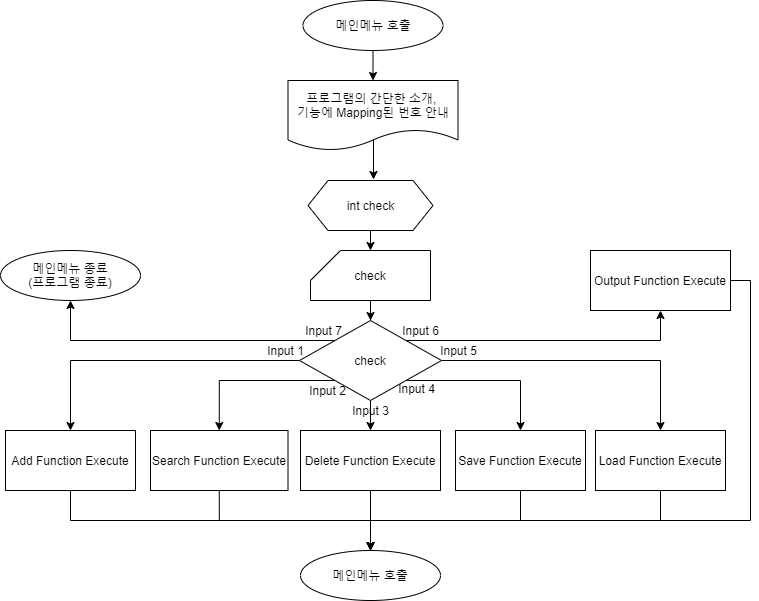 메인메뉴 호출
프로그램의 간단한 소개,
기능에 Mapping된 번호 안내
int check
check
메인메뉴 종료
(프로그램 종료)
Output Function Execute
Input 7
Input 6
Input 1
Input 5
check
Input 2
Input 4
Input 3
Add Function Execute
Search Function Execute
Delete Function Execute
Save Function Execute
Load Function Execute
메인메뉴 호출